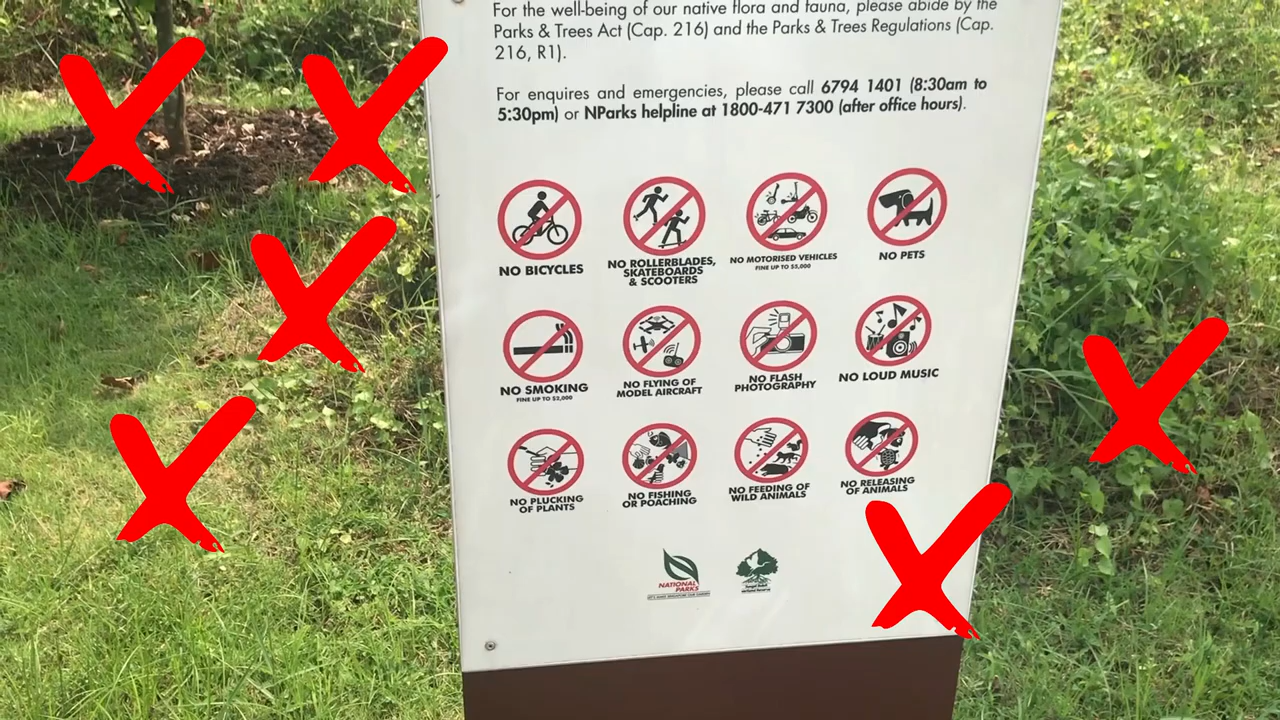 For the well-being of our native flora and fauna, please abide by the
Parks & Trees Act (Cap. 216) and the Parks & Trees Regulations (Cap.
216, R1).
For enquires and emergencies, please call 6794 1401 (8:30am to
5:30pm) or NParks helpline at 1800-471 7300 (after office hours).
NO BICYCLES
NO ROLLERBLADES,
SKATEBOARDS
& SCOOTERS
NO MOTORISED VEHICLES
FINE UP TO $5,000
NO PETS
NO SMOKING
FINE UP TO $2,000
NO FLYING OF
MODEL AIRCRAFT
NO FLASH
PHOTOGRAPHY
NO LOUD MUSIC
NO PLUCKING
OF PLANTS
NO FISHING
OR POACHING
NO FEEDING OF
WILD ANIMALS
NO RELEASING
OF ANIMALS
NATIONAL
PARKS